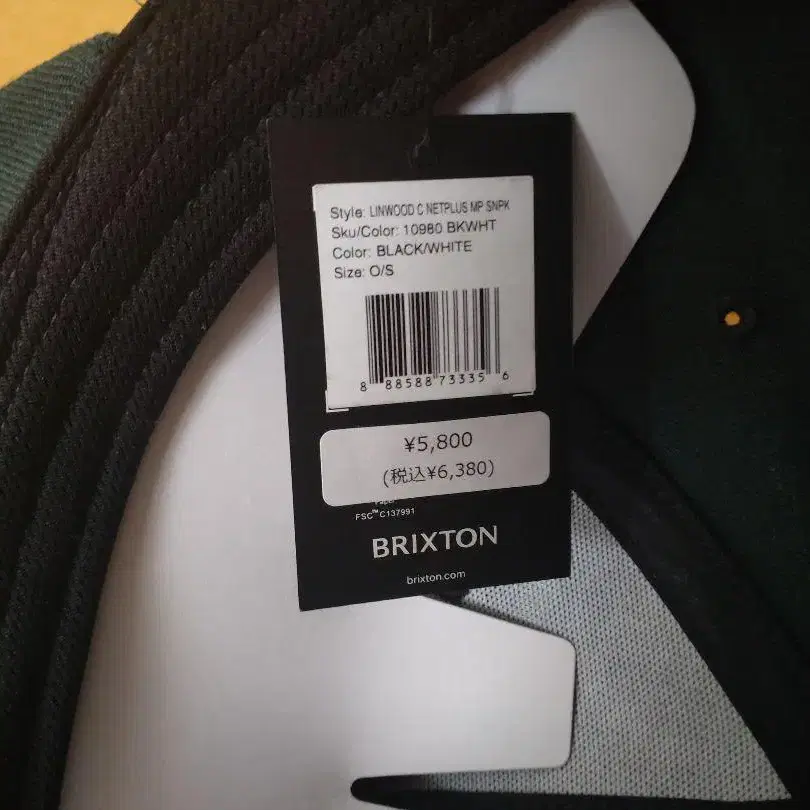 Style: LINWOOD C NETPLUS MP SNPK
Sku/Color: 10980 BKWHT
Color: BLACK/WHITE
Size: O/S
8 88588 73335 6
¥5,800
(税込¥6,380)
Paper
FSC™ C137991
BRIXTON
brixton.com